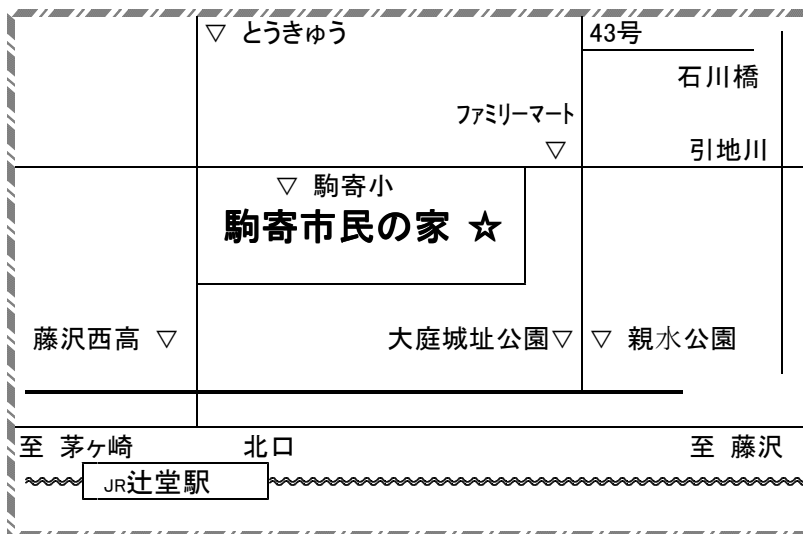 ▽ とうきゅう
43号
石川橋
ファミリーマート
▽
引地川
▽ 駒寄小
駒寄市民の家 ☆
藤沢西高 ▽
大庭城址公園▽
▽ 親水公園
至 茅ヶ崎
北口
至 藤沢
JR辻堂駅